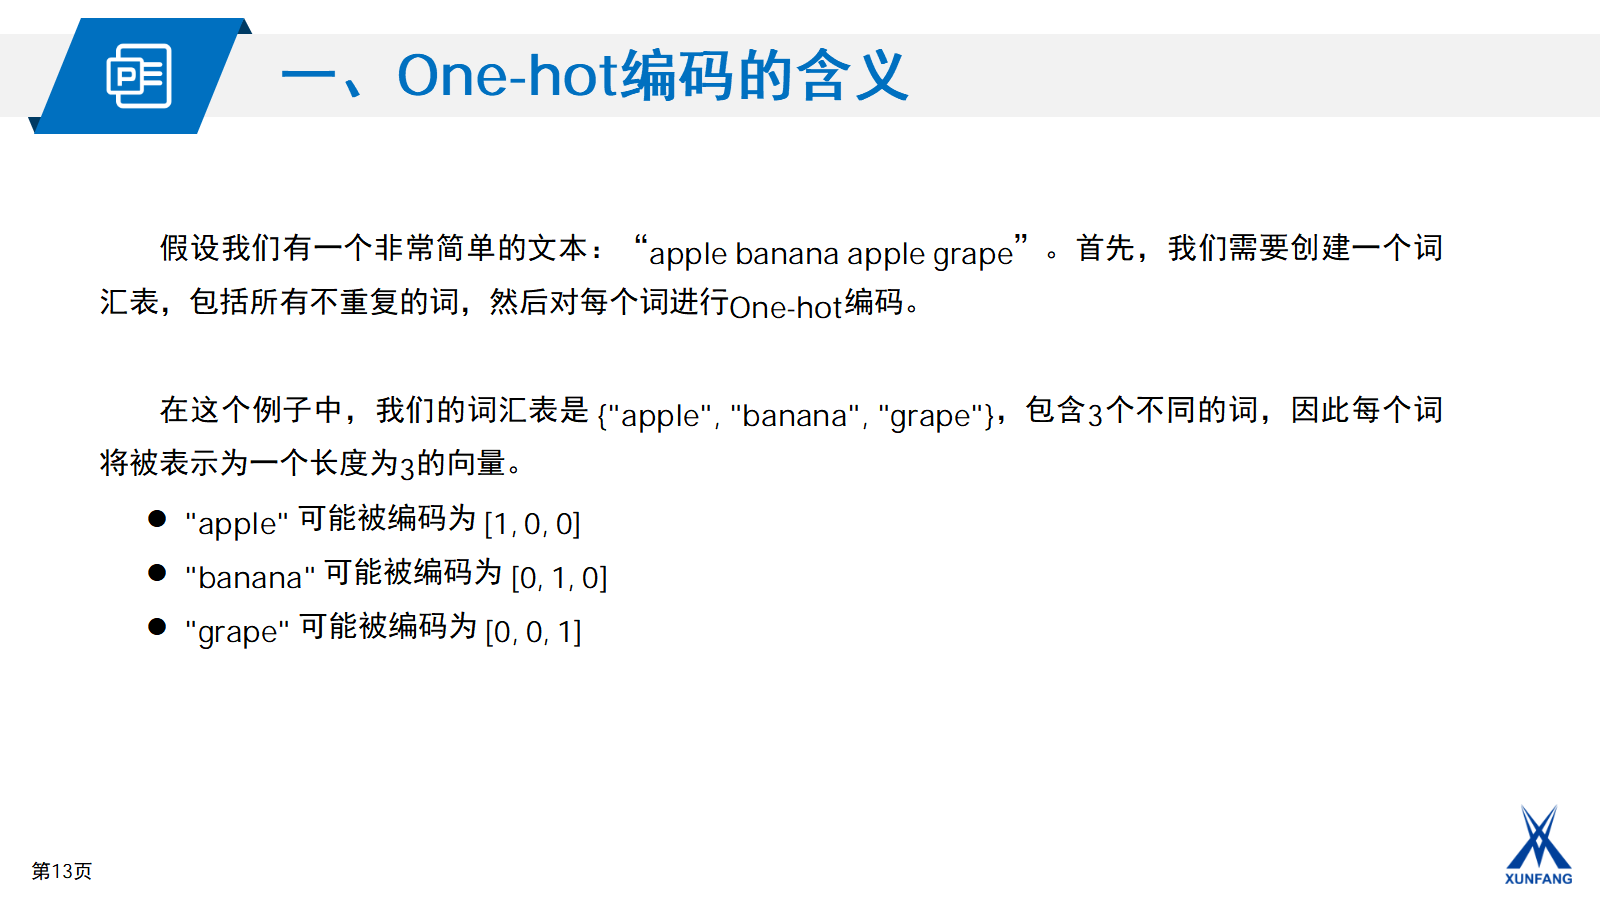 一、One-hot编码的含义
假设我们有一个非常简单的文本：“apple banana apple grape”。首先，我们需要创建一个词
汇表，包括所有不重复的词，然后对每个词进行One-hot编码。
在这个例子中，我们的词汇表是 {"apple", "banana", "grape"}，包含3个不同的词，因此每个词
将被表示为一个长度为3的向量。
● "apple" 可能被编码为 [1, 0, 0]
● "banana" 可能被编码为 [0, 1, 0]
● "grape" 可能被编码为 [0, 0, 1]
第13页
XUNFANG